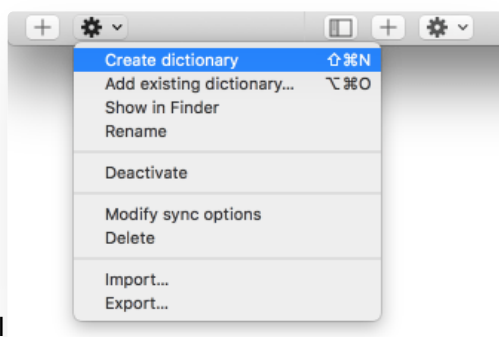 Create dictionary ⇧⌘N
Add existing dictionary... ⌥⌘O
Show in Finder
Rename
Deactivate
Modify sync options
Delete
Import...
Export...